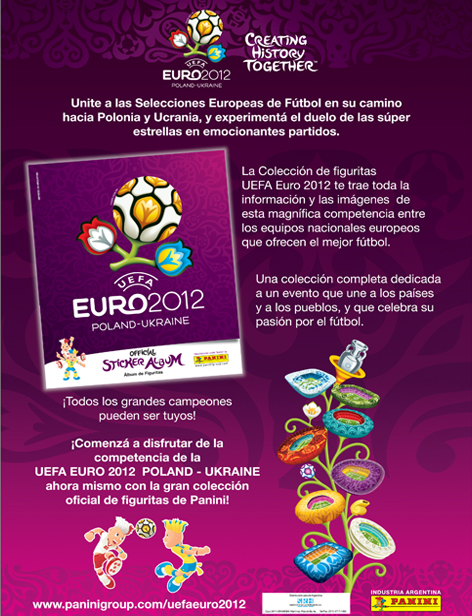 CREATING
HISTORY
TOGETHER™
UEFA
EURO2012
POLAND-UKRAINE
Unite a las Selecciones Europeas de Fútbol en su camino
hacia Polonia y Ucrania, y experimentá el duelo de las súper
estrellas en emocionantes partidos.
UEFA
EURO2012
POLAND-UKRAINE
OFFICIAL
STICKER ALBUM
Álbum de Figuritas
PANINI
La Colección de figuritas
UEFA Euro 2012 te trae toda la
información y las imágenes de
esta magnífica competencia entre
los equipos nacionales europeos
que ofrecen el mejor fútbol.
Una colección completa dedicada
a un evento que une a los países
y a los pueblos, y que celebra su
pasión por el fútbol.
¡Todos los grandes campeones
pueden ser tuyos!
¡Comenzá a disfrutar de la
competencia de la
UEFA EURO 2012 POLAND - UKRAINE
ahora mismo con la gran colección
oficial de figuritas de Panini!
www.paninigroup.com/uefaeuro2012
INDUSTRIA ARGENTINA
PANINI